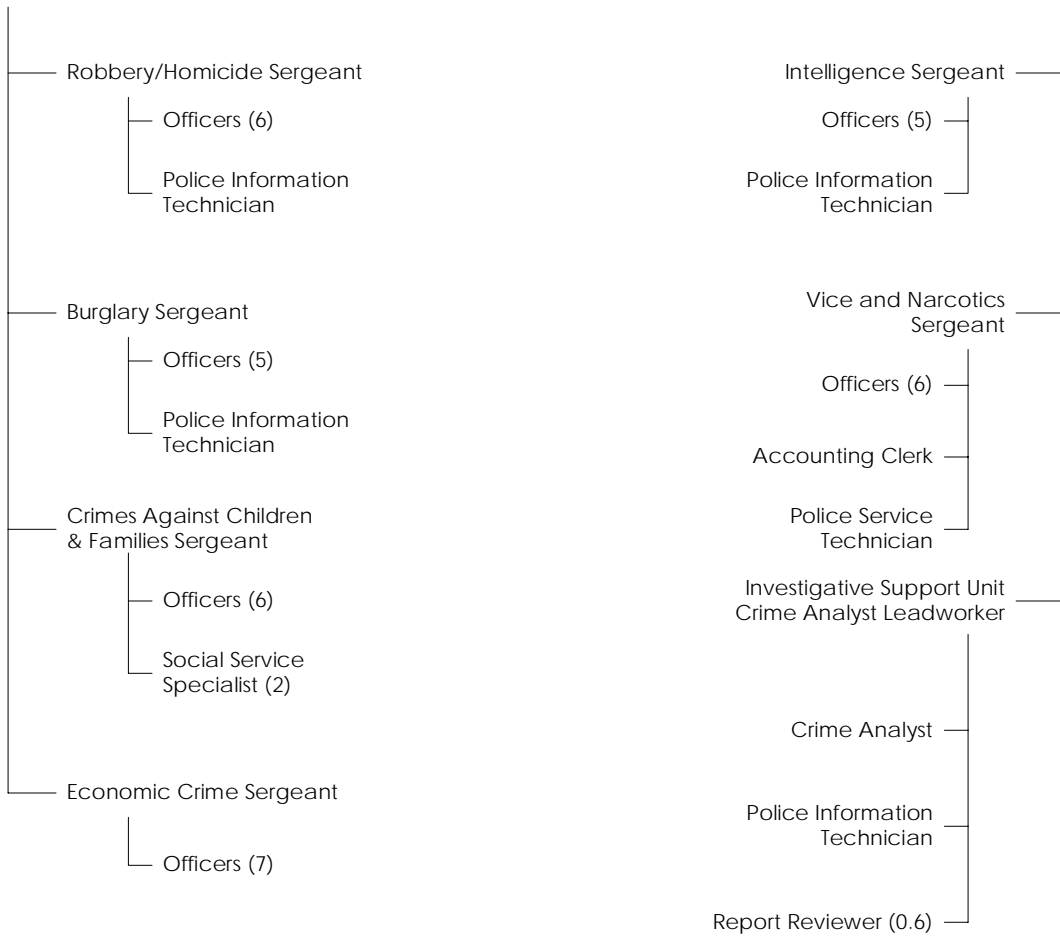 Robbery/Homicide Sergeant
Officers (6)
Police Information
Technician
Burglary Sergeant
Officers (5)
Police Information
Technician
Crimes Against Children
& Families Sergeant
Officers (6)
Social Service
Specialist (2)
Economic Crime Sergeant
Officers (7)
Intelligence Sergeant
Officers (5)
Police Information
Technician
Vice and Narcotics
Sergeant
Officers (6)
Accounting Clerk
Police Service
Technician
Investigative Support Unit
Crime Analyst Leadworker
Crime Analyst
Police Information
Technician
Report Reviewer (0.6)